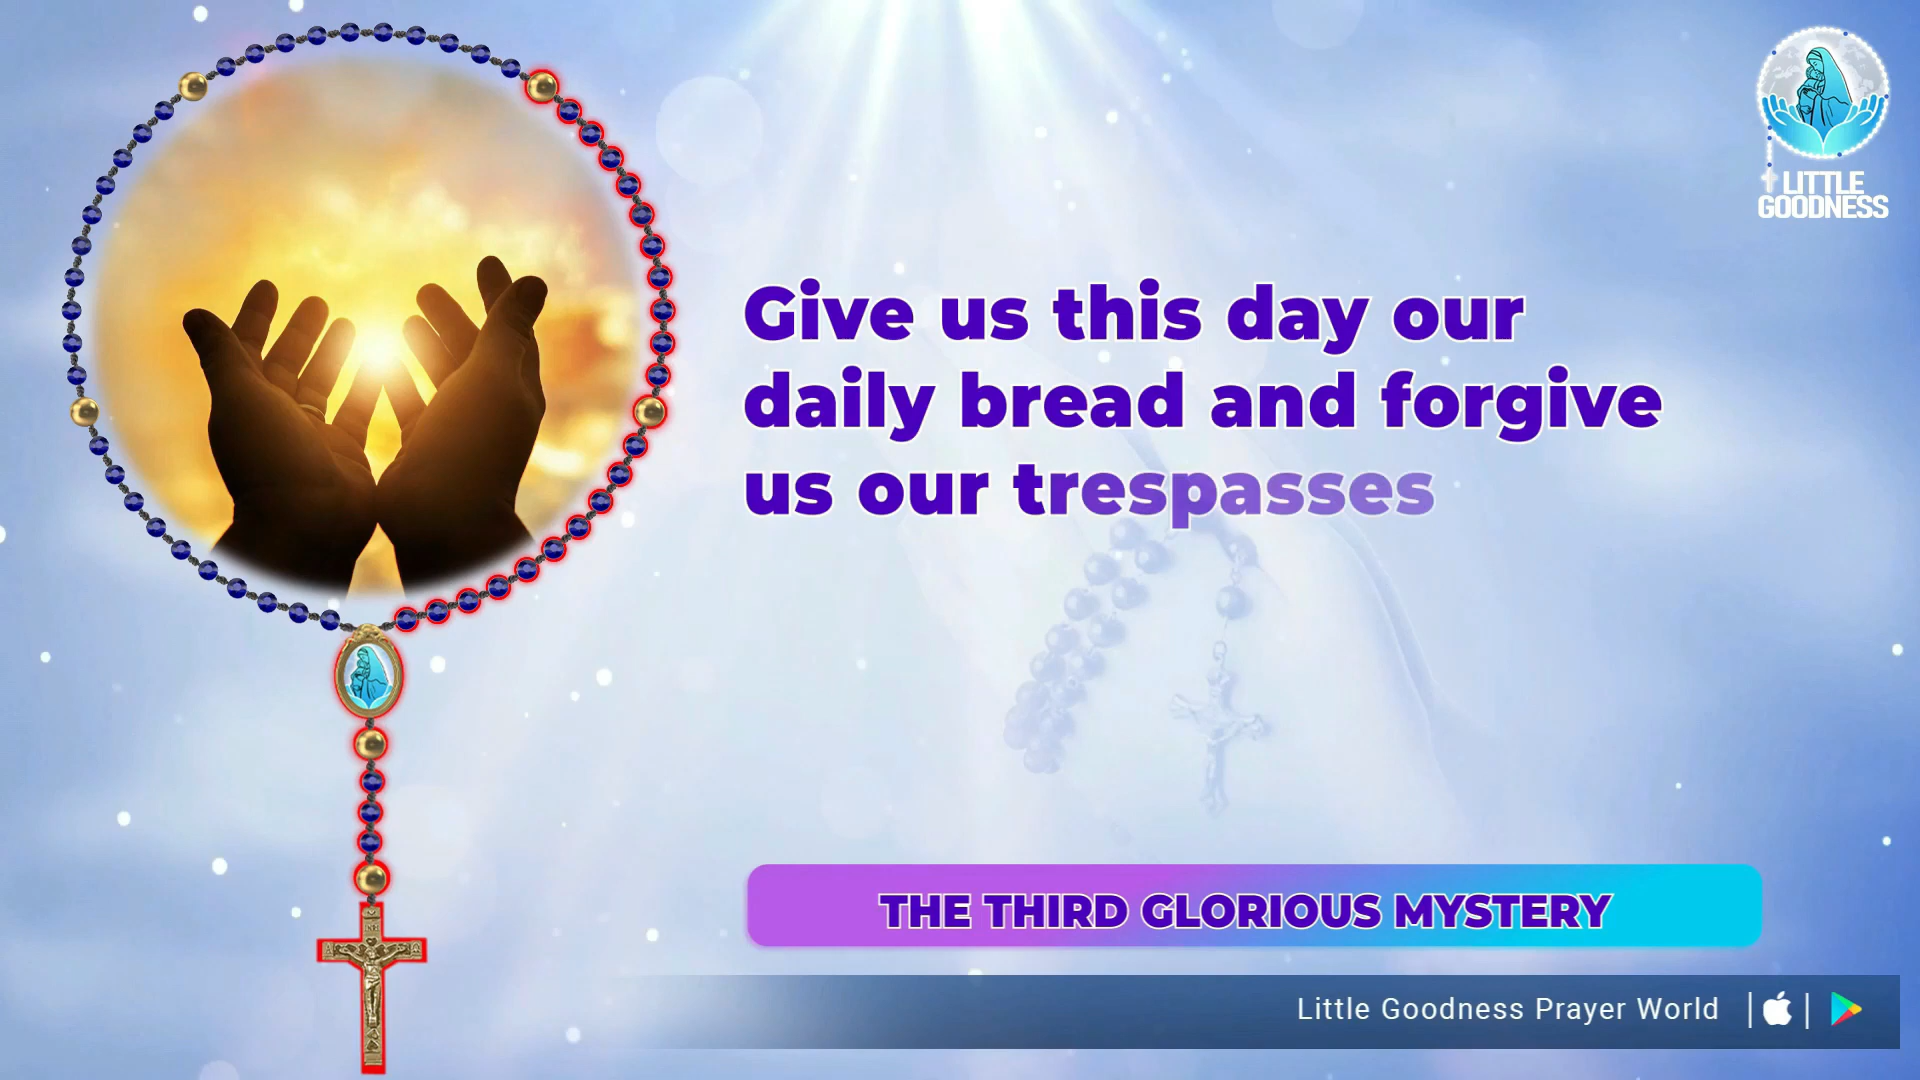 LITTLE
GOODNESS
Give us this day our
daily bread and forgive
us our trespasses
INRI
THE THIRD GLORIOUS MYSTERY
Little Goodness Prayer World